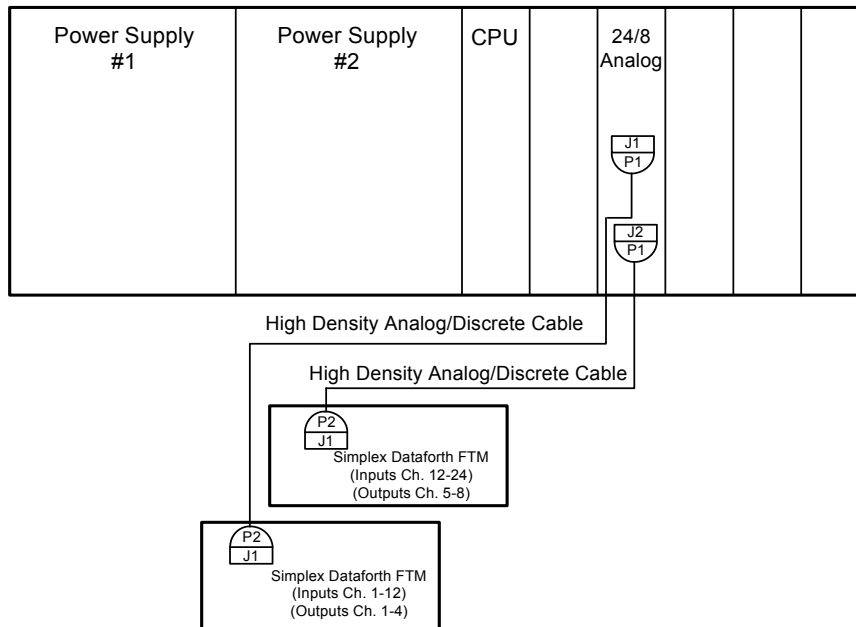 Power Supply
#1
Power Supply
#2
CPU
24/8
Analog
J1
P1
J2
P1
High Density Analog/Discrete Cable
High Density Analog/Discrete Cable
P2
J1
Simplex Dataforth FTM
(Inputs Ch. 12-24)
(Outputs Ch. 5-8)
P2
J1
Simplex Dataforth FTM
(Inputs Ch. 1-12)
(Outputs Ch. 1-4)